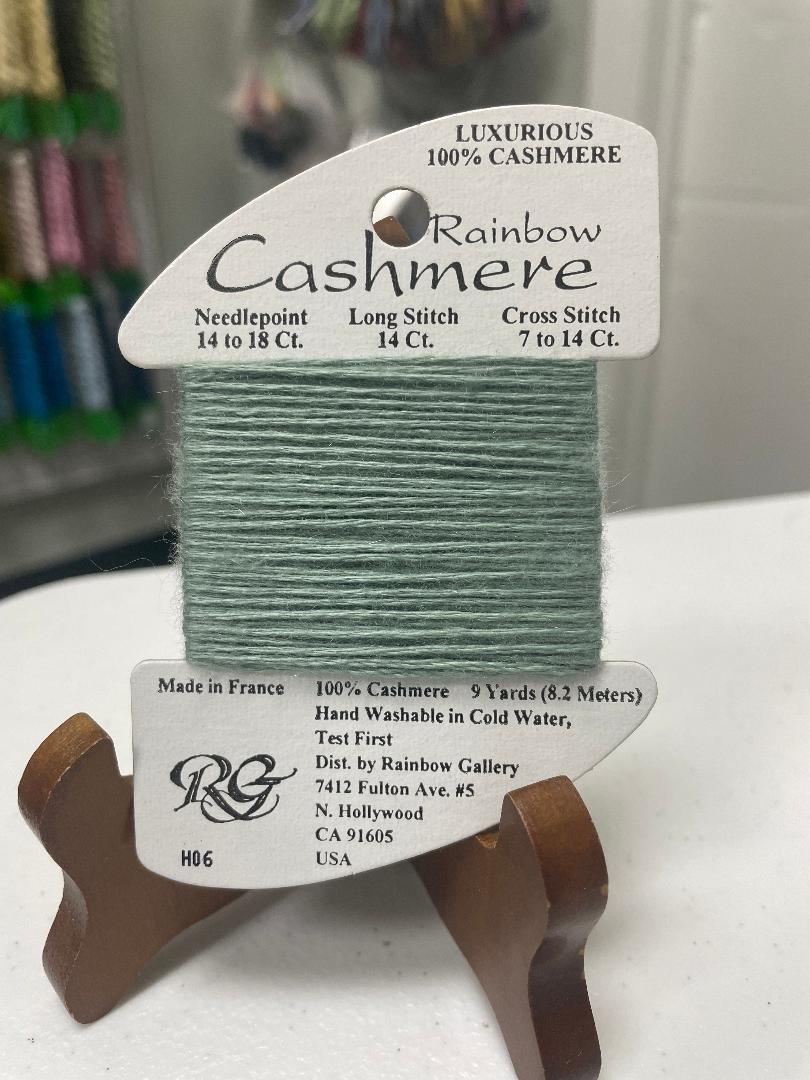 LUXURIOUS
100% CASHMERE
Rainbow
Cashmere
Needlepoint Long Stitch Cross Stitch
14 to 18 Ct. 14 Ct. 7 to 14 Ct.
Made in France 100% Cashmere 9 Yards (8.2 Meters)
Hand Washable in Cold Water,
Test First
Dist. by Rainbow Gallery
7412 Fulton Ave. #5
N. Hollywood
CA 91605
USA
RG
H06